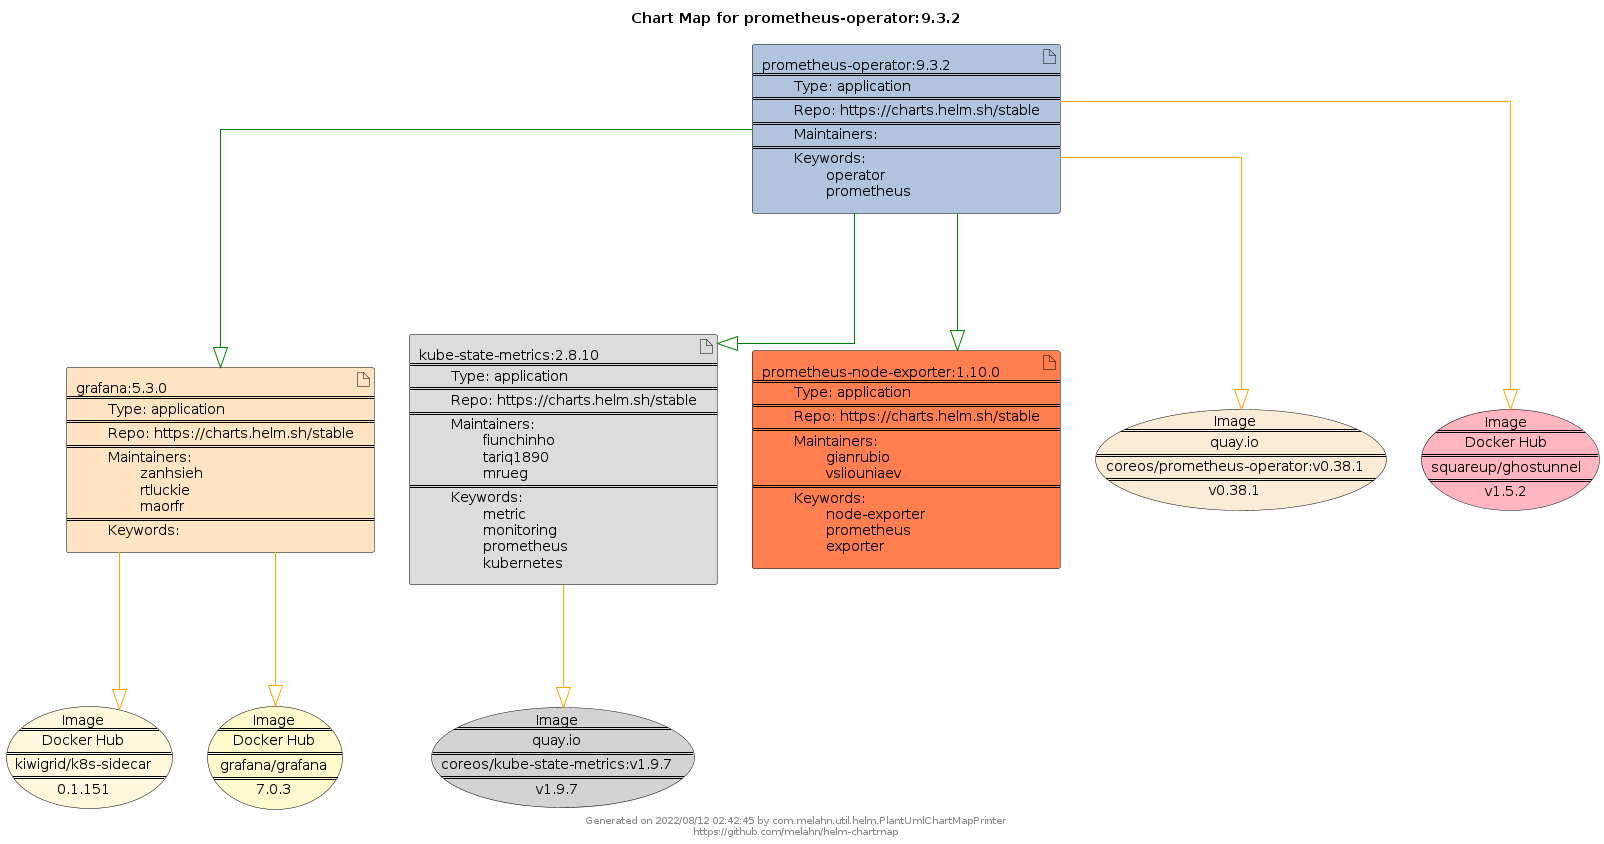 Chart Map for prometheus-operator:9.3.2
prometheus-operator:9.3.2
Type: application
Repo: https://charts.helm.sh/stable
Maintainers:
Keywords:
operator
prometheus
grafana:5.3.0
Type: application
Repo: https://charts.helm.sh/stable
Maintainers:
zanhsieh
rtluckie
maorfr
Keywords:
kube-state-metrics:2.8.10
Type: application
Repo: https://charts.helm.sh/stable
Maintainers:
fiunchinho
tariq1890
mrueg
Keywords:
metric
monitoring
prometheus
kubernetes
prometheus-node-exporter:1.10.0
Type: application
Repo: https://charts.helm.sh/stable
Maintainers:
gianrubio
vsliouniaev
Keywords:
node-exporter
prometheus
exporter
Image
quay.io
coreos/prometheus-operator:v0.38.1
v0.38.1
Image
Docker Hub
squareup/ghostunnel
v1.5.2
Image
Docker Hub
kiwigrid/k8s-sidecar
0.1.151
Image
Docker Hub
grafana/grafana
7.0.3
Image
quay.io
coreos/kube-state-metrics:v1.9.7
v1.9.7
Generated on 2022/08/12 02:42:45 by com.melahn.util.helm.PlantUmlChartMapPrinter
https://github.com/melahn/helm-chartmap